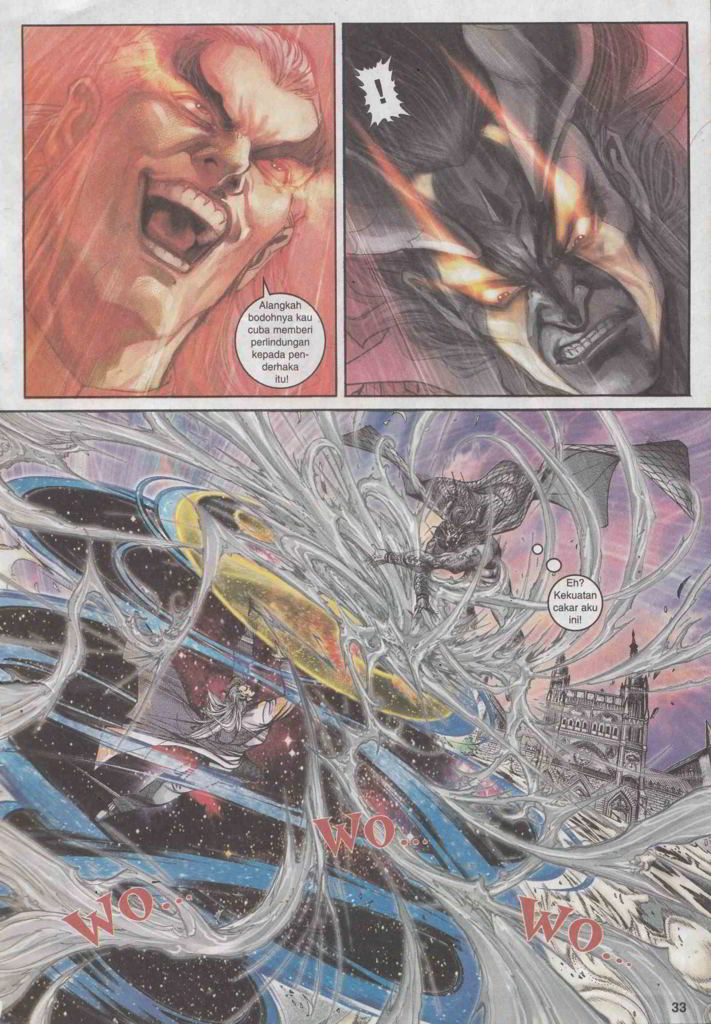 !
Alangkah
bodohnya kau
cuba memberi
perlindungan
kepada pen-
derhaka
itu!
Eh?
Kekuatan
cakar aku
ini!
WO...
WO...
WO...
33